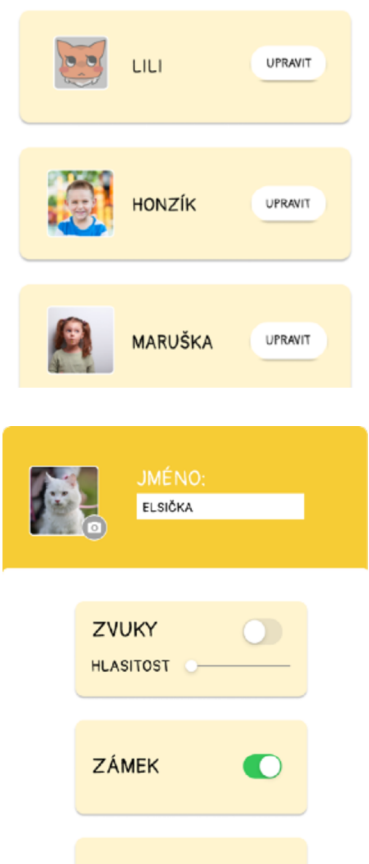 LILI
UPRAVIT
HONZÍK
UPRAVIT
MARUŠKA
UPRAVIT
JMÉNO:
ELSIČKA
ZVUKY
HLASITOST
ZÁMEK